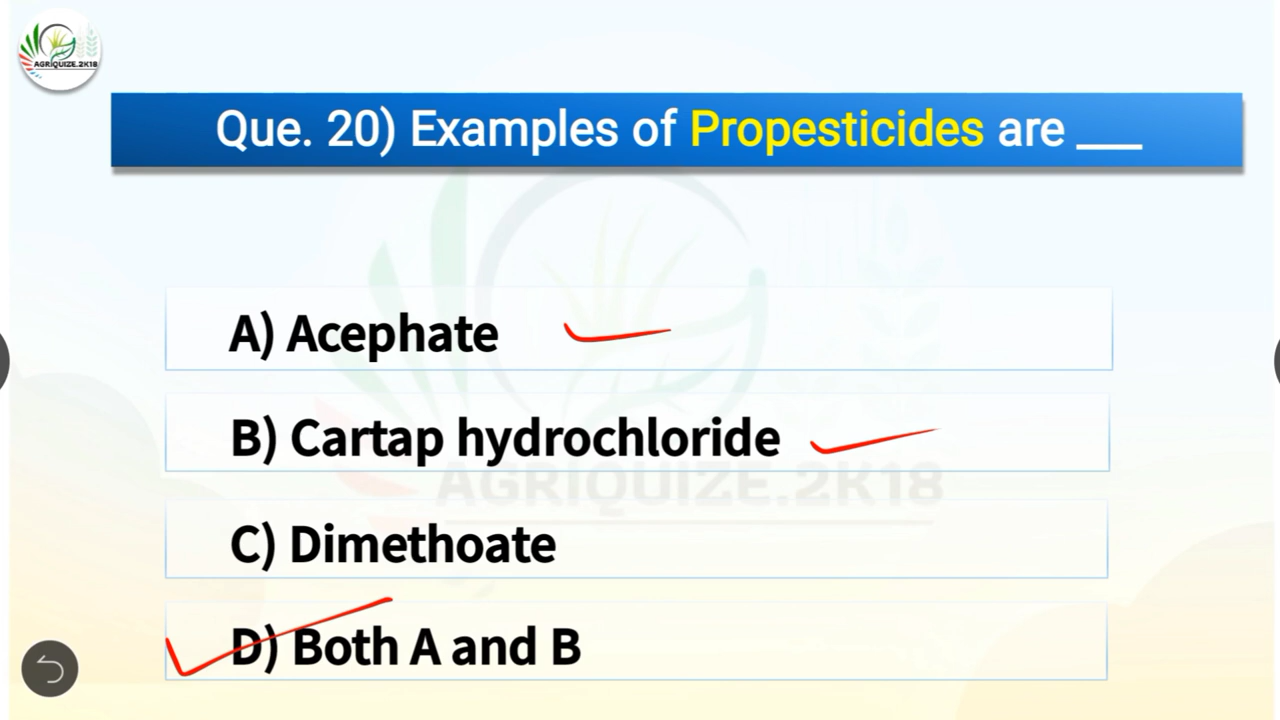 AGRIQUIZE.2K18
Que. 20) Examples of Propesticides are ___
A) Acephate
B) Cartap hydrochloride
AGRIQUIZE.2K18
C) Dimethoate
D) Both A and B